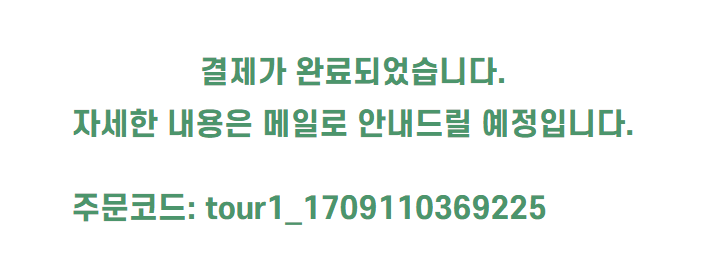 결제가 완료되었습니다.
자세한 내용은 메일로 안내드릴 예정입니다.
주문코드: tour1_1709110369225